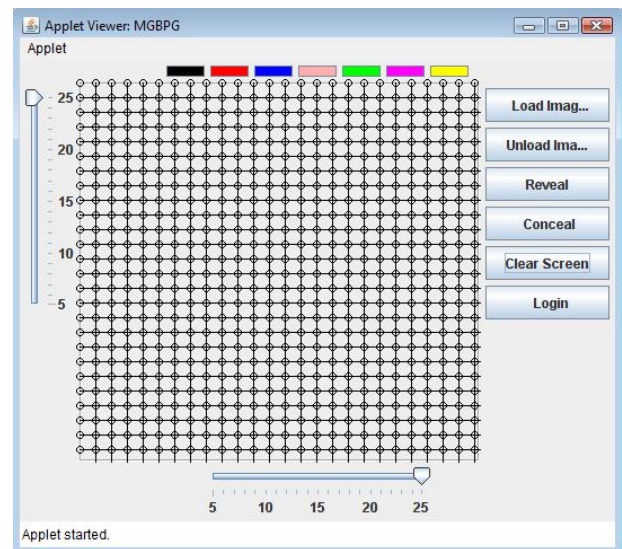 Applet Viewer: MGBPG
Applet
25
20
15
10
5
Load Imag...
Unload Ima...
Reveal
Conceal
Clear Screen
Login
5 10 15 20 25
Applet started.